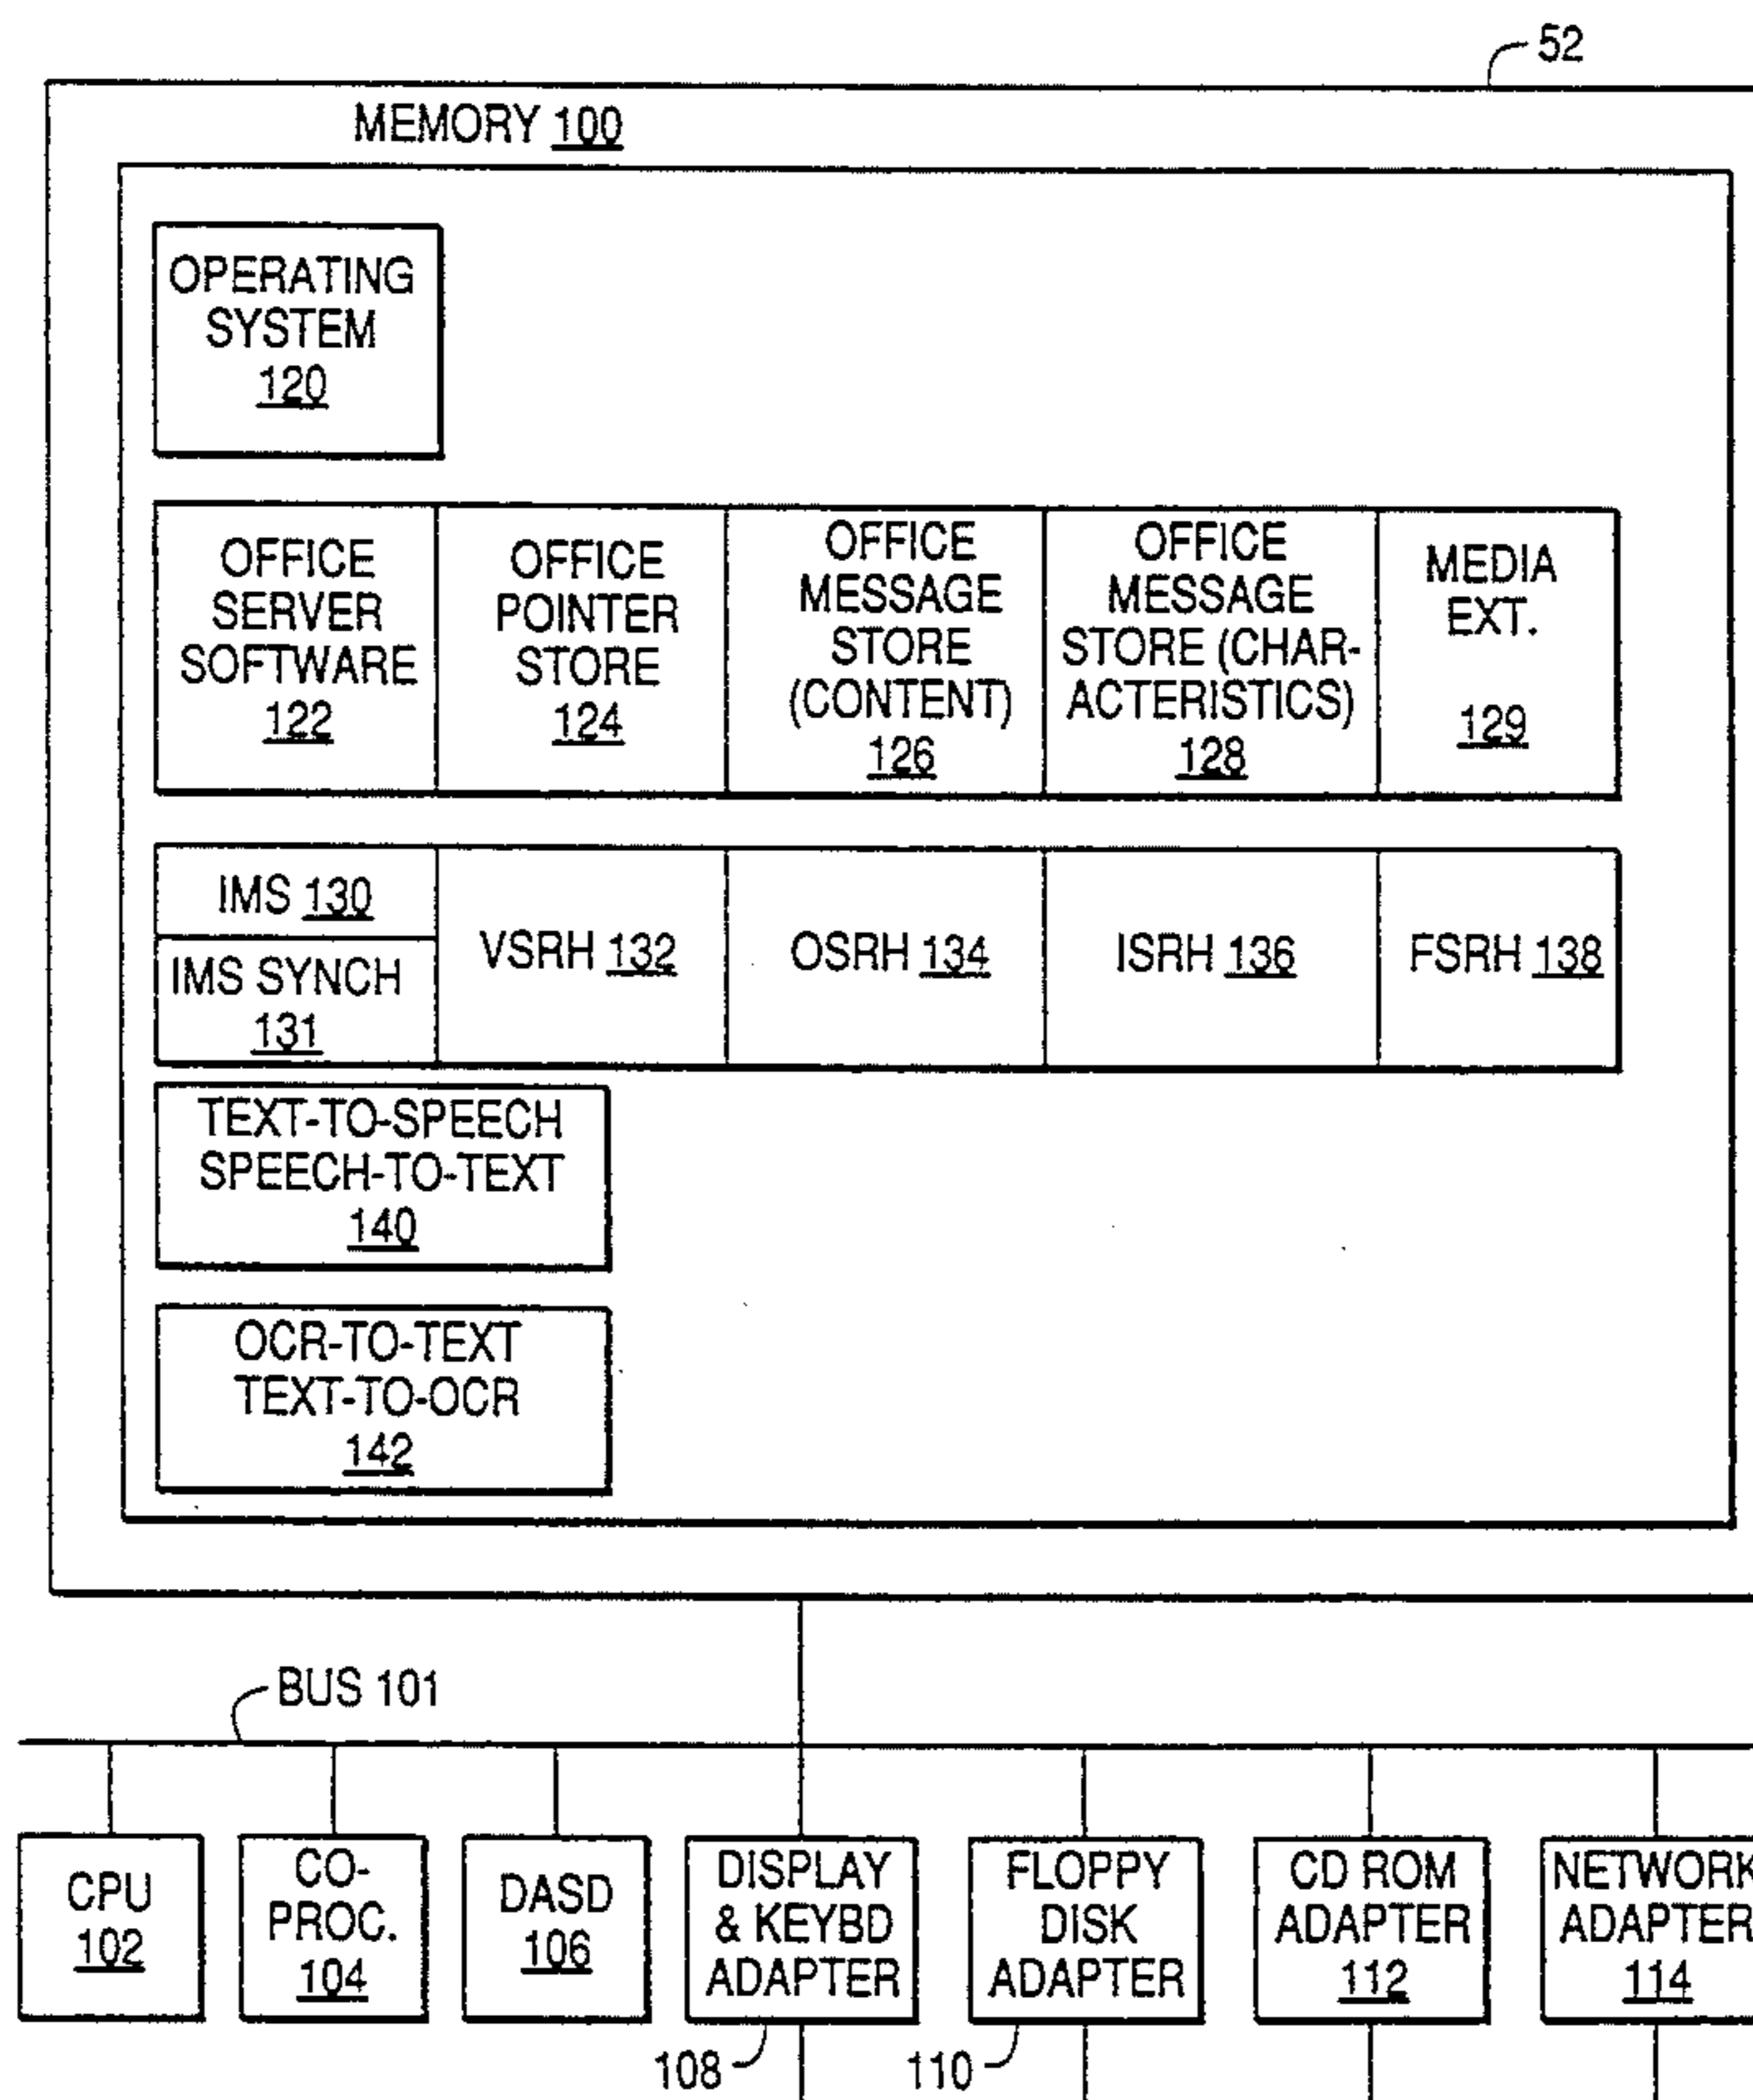 52
MEMORY 100
OPERATING
SYSTEM
120
OFFICE
SERVER
SOFTWARE
122
OFFICE
POINTER
STORE
124
OFFICE
MESSAGE
STORE
(CONTENT)
126
OFFICE
MESSAGE
STORE (CHAR-
ACTERISTICS)
128
MEDIA
EXT.
129
IMS 130
IMS SYNCH
131
VSRH 132
OSRH 134
ISRH 136
FSRH 138
TEXT-TO-SPEECH
SPEECH-TO-TEXT
140
OCR-TO-TEXT
TEXT-TO-OCR
142
BUS 101
CPU
102
CO-
PROC.
104
DASD
106
DISPLAY
& KEYBD
ADAPTER
108
FLOPPY
DISK
ADAPTER
110
CD ROM
ADAPTER
112
NETWORK
ADAPTER
114